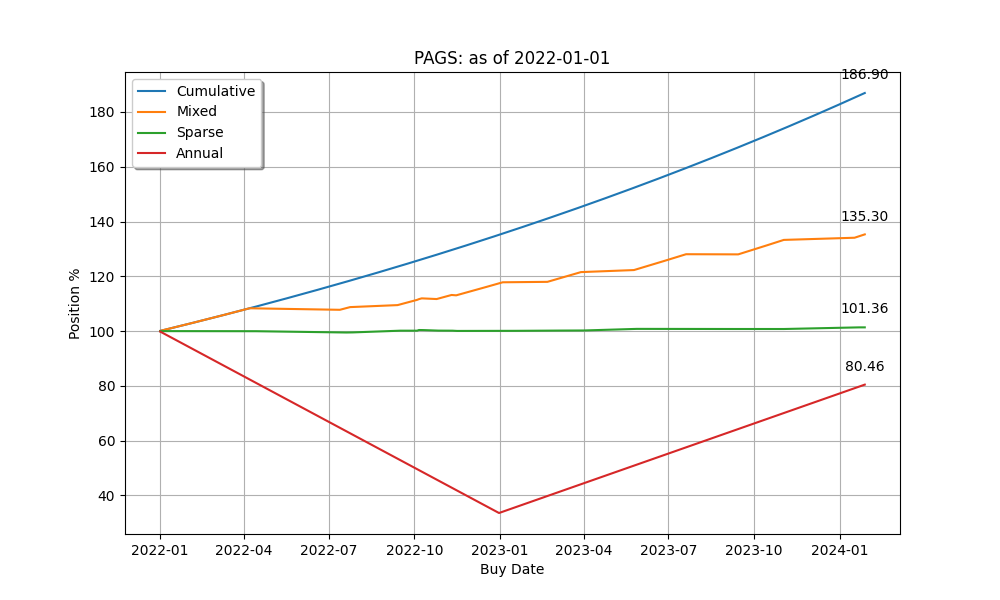 PAGS: as of 2022-01-01
Cumulative
Mixed
Sparse
Annual
186.90
135.30
101.36
80.46
Position %
180
160
140
120
100
80
60
40
2022-01 2022-04 2022-07 2022-10 2023-01 2023-04 2023-07 2023-10 2024-01
Buy Date